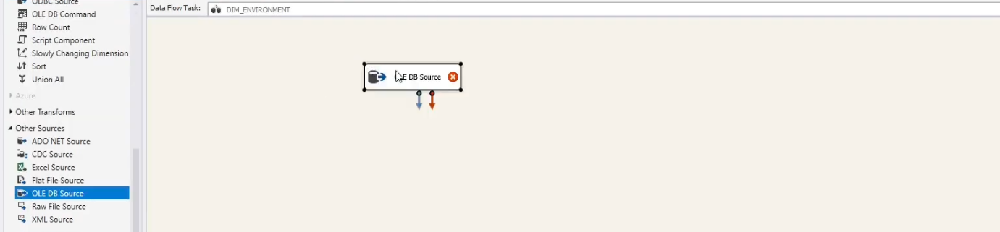 ODBC Source
OLE DB Command
Row Count
Script Component
Slowly Changing Dimension
Sort
Union All
Azure
Other Transforms
Other Sources
ADO NET Source
CDC Source
Excel Source
Flat File Source
OLE DB Source
Raw File Source
XML Source
Data Flow Task:
DIM_ENVIRONMENT
OLE DB Source